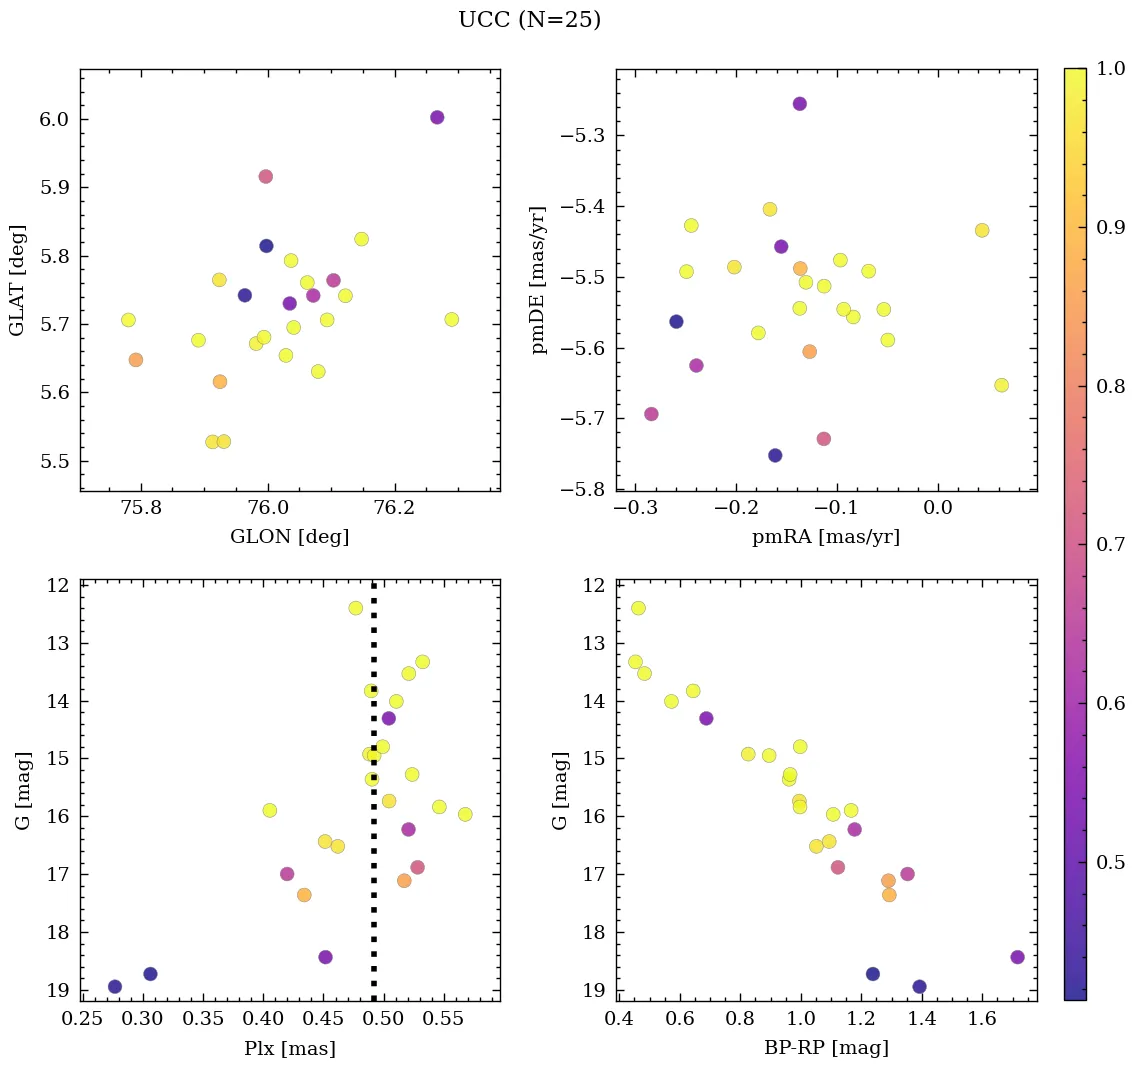 UCC (N=25)
6.0
5.9
5.8
5.7
5.6
5.5
GLAT [deg]
75.8 76.0 76.2
GLON [deg]
−5.3
−5.4
−5.5
−5.6
−5.7
−5.8
pmDE [mas/yr]
−0.3 −0.2 −0.1 0.0
pmRA [mas/yr]
1.0
0.9
0.8
0.7
0.6
0.5
12
13
14
15
16
17
18
19
G [mag]
0.25 0.30 0.35 0.40 0.45 0.50 0.55
Plx [mas]
12
13
14
15
16
17
18
19
G [mag]
0.4 0.6 0.8 1.0 1.2 1.4 1.6
BP-RP [mag]